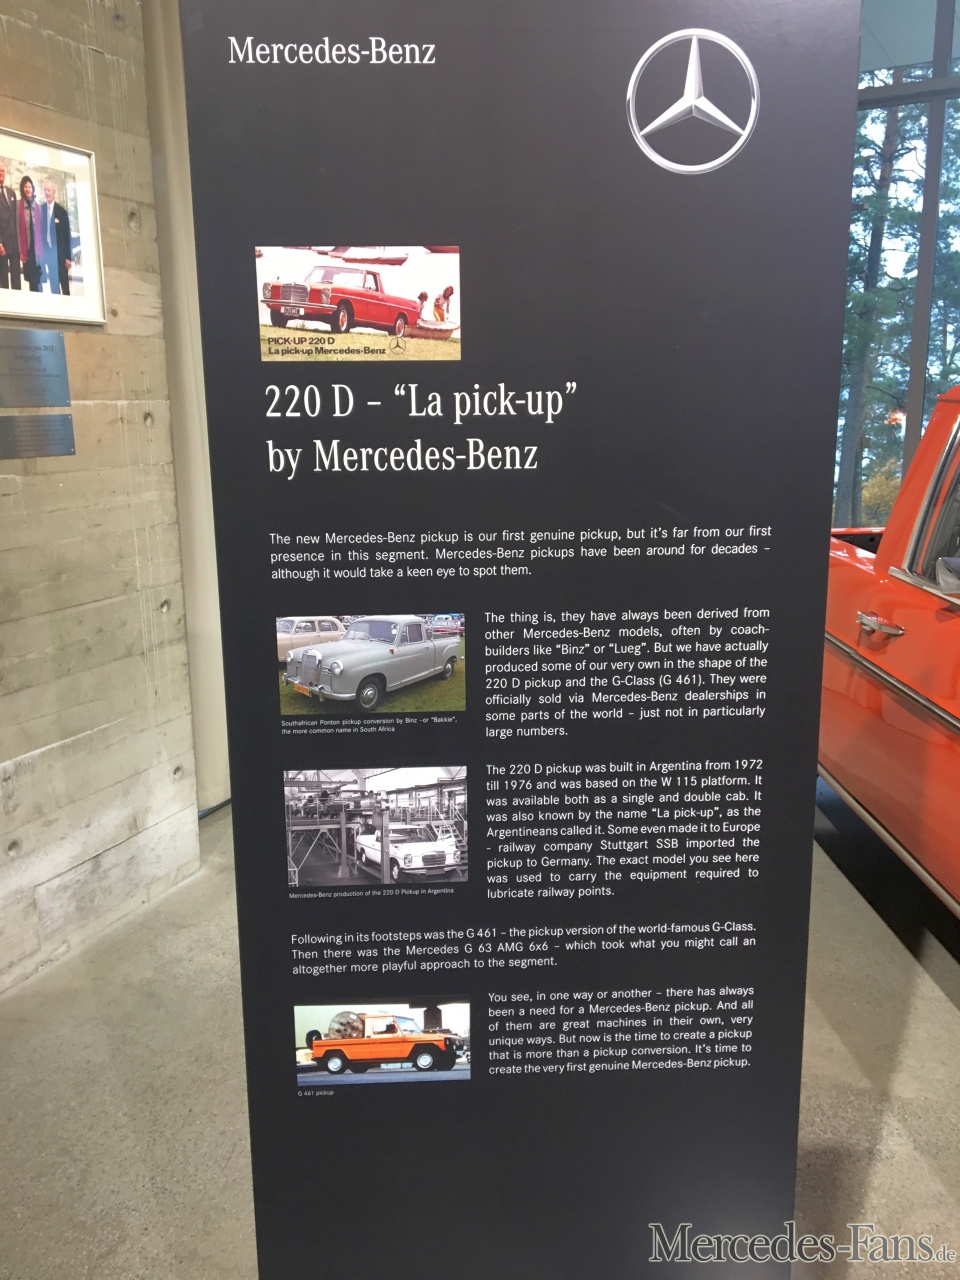 Mercedes-Benz
PICK-UP 220 D
La pick-up Mercedes-Benz
220 D – “La pick-up”
by Mercedes-Benz
The new Mercedes-Benz pickup is our first genuine pickup, but it’s far from our first
presence in this segment. Mercedes-Benz pickups have been around for decades –
although it would take a keen eye to spot them.
The thing is, they have always been derived from
other Mercedes-Benz models, often by coach-
builders like “Binz” or “Lueg”. But we have actually
produced some of our very own in the shape of the
220 D pickup and the G-Class (G 461). They were
officially sold via Mercedes-Benz dealerships in
some parts of the world – just not in particularly
large numbers.
Southafrican Ponton pickup conversion by Binz -or “Bakkie”,
the more common name in South Africa
The 220 D pickup was built in Argentina from 1972
till 1976 and was based on the W 115 platform. It
was available both as a single and double cab. It
was also known by the name “La pick-up”, as the
Argentineans called it. Some even made it to Europe
- railway company Stuttgart SSB imported the
pickup to Germany. The exact model you see here
was used to carry the equipment required to
lubricate railway points.
Mercedes-Benz production of the 220 D Pickup in Argentina
Following in its footsteps was the G 461 – the pickup version of the world-famous G-Class.
Then there was the Mercedes G 63 AMG 6x6 – which took what you might call an
altogether more playful approach to the segment.
You see, in one way or another – there has always
been a need for a Mercedes-Benz pickup. And all
of them are great machines in their own, very
unique ways. But now is the time to create a pickup
that is more than a pickup conversion. It’s time to
create the very first genuine Mercedes-Benz pickup.
G 461 pickup
Mercedes-Fans.de